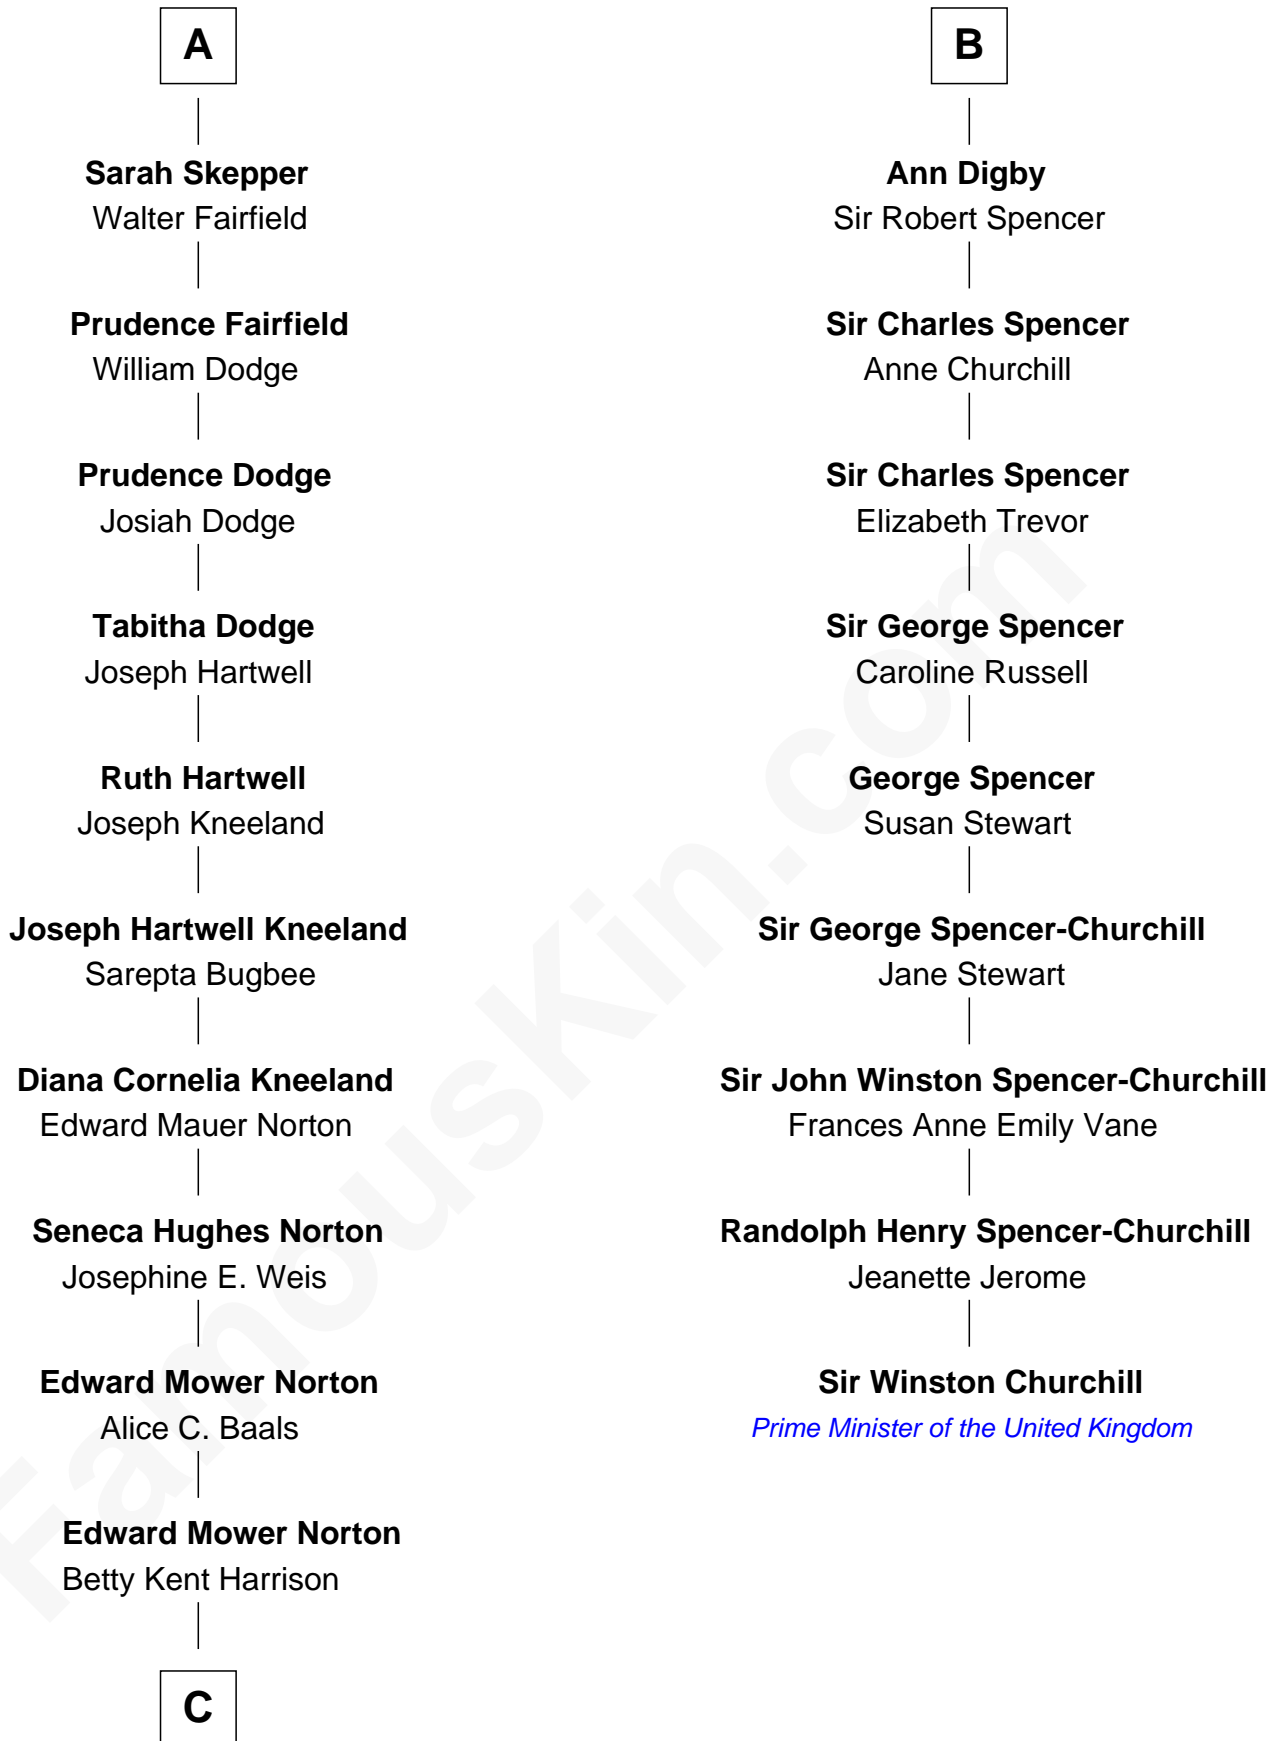 A
Sarah Skepper
Walter Fairfield
Prudence Fairfield
William Dodge
Prudence Dodge
Josiah Dodge
Tabitha Dodge
Joseph Hartwell
Ruth Hartwell
Joseph Kneeland
Joseph Hartwell Kneeland
Sarepta Bugbee
Diana Cornelia Kneeland
Edward Mauer Norton
Seneca Hughes Norton
Josephine E. Weis
Edward Mower Norton
Alice C. Baals
Edward Mower Norton
Betty Kent Harrison
C
B
Ann Digby
Sir Robert Spencer
Sir Charles Spencer
Anne Churchill
Sir Charles Spencer
Elizabeth Trevor
Sir George Spencer
Caroline Russell
George Spencer
Susan Stewart
Sir George Spencer-Churchill
Jane Stewart
Sir John Winston Spencer-Churchill
Frances Anne Emily Vane
Randolph Henry Spencer-Churchill
Jeanette Jerome
Sir Winston Churchill
Prime Minister of the United Kingdom
FamousKin.com